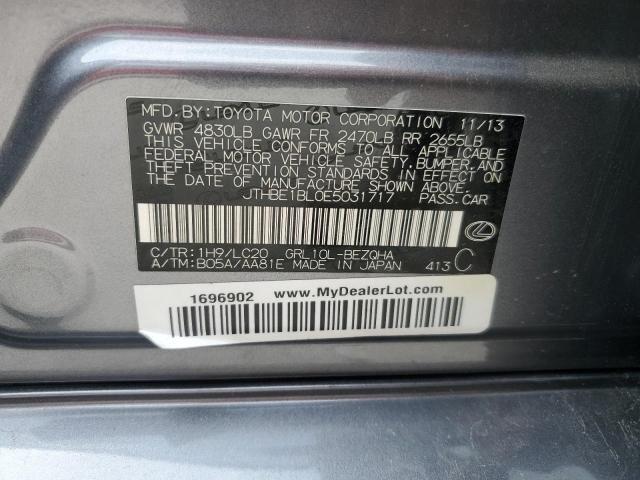 MFD.BY:TOYOTA MOTOR CORPORATION 11/13
GVWR 4830LB GAWR FR 2470LB RR 2655LB
THIS VEHICLE CONFORMS TO ALL APPLICABLE
FEDERAL MOTOR VEHICLE SAFETY, BUMPER, AND
THEFT PREVENTION STANDARDS IN EFFECT ON
THE DATE OF MANUFACTURE SHOWN ABOVE.
JTHBE1BL0E5031717 PASS.CAR
C/TR:1H9/LC20 GRL10L-BEZQHA
A/TM:B05A/AA81E MADE IN JAPAN 413 C
1696902 www.MyDealerLot.com